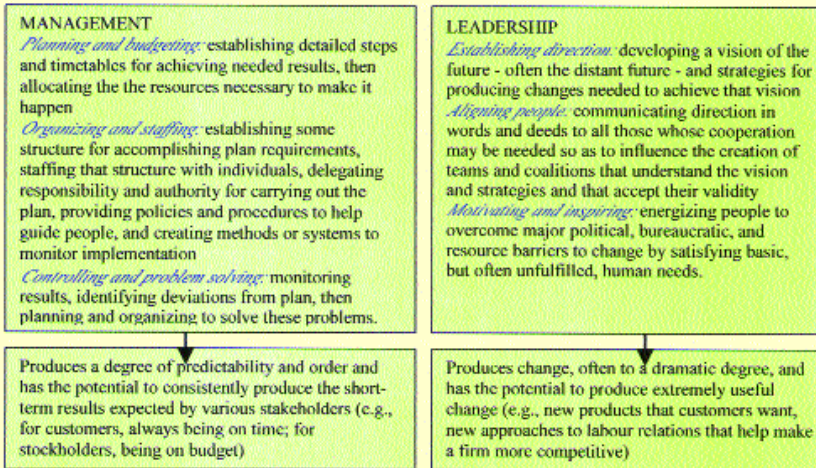 MANAGEMENT
Planning and budgeting: establishing detailed steps
and timetables for achieving needed results, then
allocating the the resources necessary to make it
happen
Organizing and staffing: establishing some
structure for accomplishing plan requirements,
staffing that structure with individuals, delegating
responsibility and authority for carrying out the
plan, providing policies and procedures to help
guide people, and creating methods or systems to
monitor implementation
Controlling and problem solving: monitoring
results, identifying deviations from plan, then
planning and organizing to solve these problems.
Produces a degree of predictability and order and
has the potential to consistently produce the short-
term results expected by various stakeholders (e.g.,
for customers, always being on time; for
stockholders, being on budget)
LEADERSHIP
Establishing direction: developing a vision of the
future - often the distant future - and strategies for
producing changes needed to achieve that vision
Aligning people: communicating direction in
words and deeds to all those whose cooperation
may be needed so as to influence the creation of
teams and coalitions that understand the vision
and strategies and that accept their validity
Motivating and inspiring: energizing people to
overcome major political, bureaucratic, and
resource barriers to change by satisfying basic,
but often unfulfilled, human needs.
Produces change, often to a dramatic degree, and
has the potential to produce extremely useful
change (e.g., new products that customers want,
new approaches to labour relations that help make
a firm more competitive)